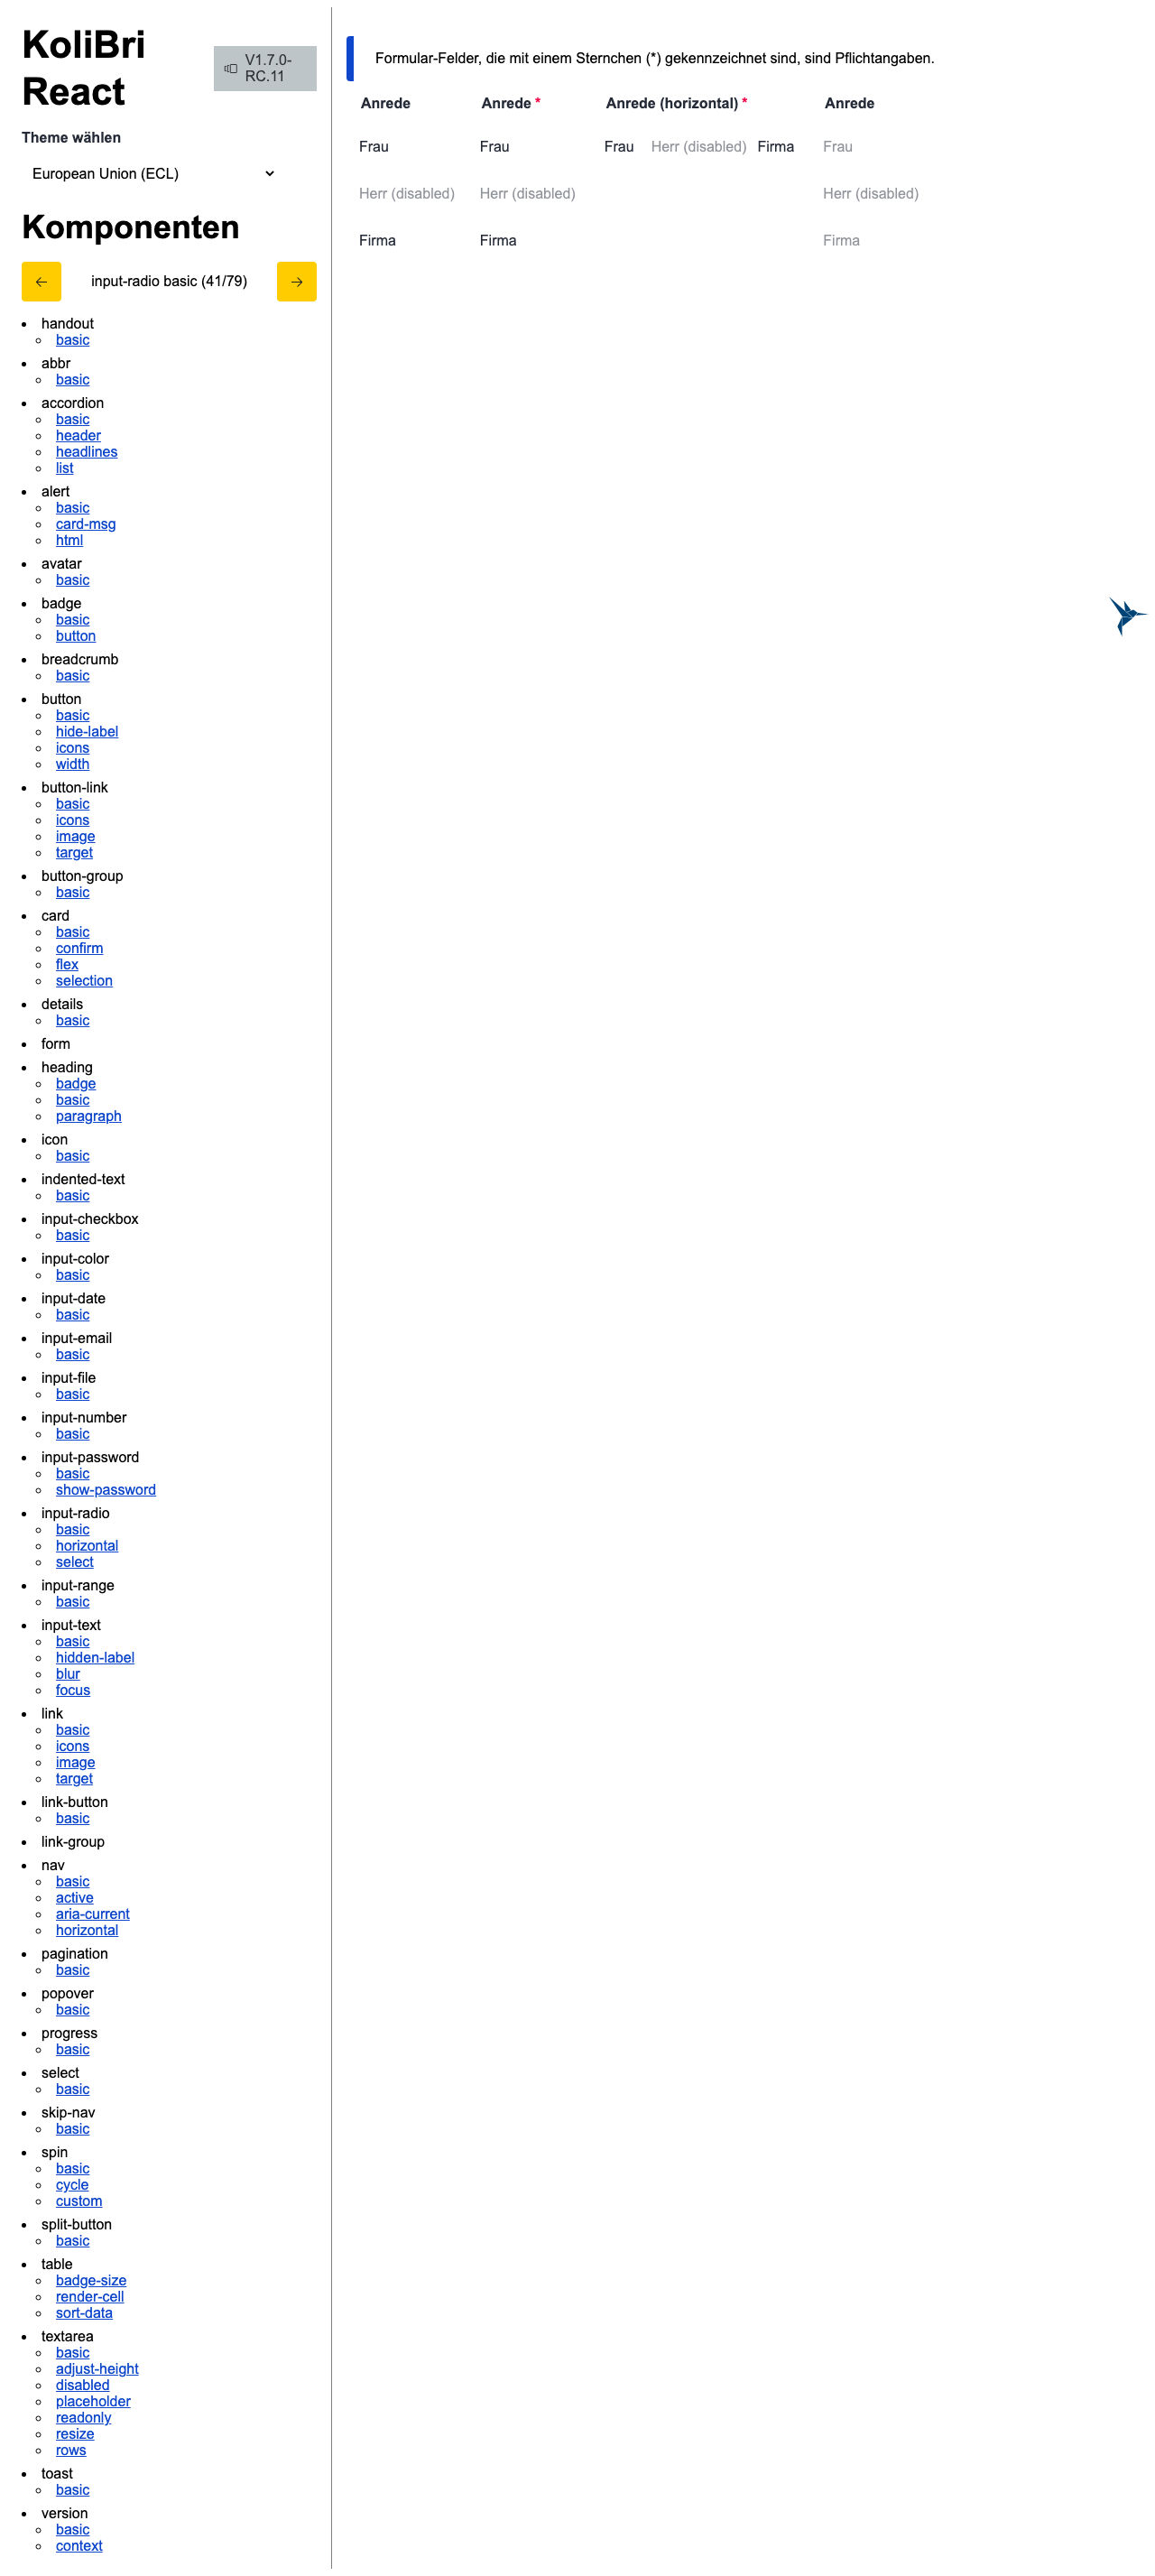 KoliBri
React
V1.7.0-
RC.11
Theme wählen
European Union (ECL)
Komponenten
input-radio basic (41/79)
handout
basic
abbr
basic
accordion
basic
header
headlines
list
alert
basic
card-msg
html
avatar
basic
badge
basic
button
breadcrumb
basic
button
basic
hide-label
icons
width
button-link
basic
icons
image
target
button-group
basic
card
basic
confirm
flex
selection
details
basic
form
heading
badge
basic
paragraph
icon
basic
indented-text
basic
input-checkbox
basic
input-color
basic
input-date
basic
input-email
basic
input-file
basic
input-number
basic
input-password
basic
show-password
input-radio
basic
horizontal
select
input-range
basic
input-text
basic
hidden-label
blur
focus
link
basic
icons
image
target
link-button
basic
link-group
nav
basic
active
aria-current
horizontal
pagination
basic
popover
basic
progress
basic
select
basic
skip-nav
basic
spin
basic
cycle
custom
split-button
basic
table
badge-size
render-cell
sort-data
textarea
basic
adjust-height
disabled
placeholder
readonly
resize
rows
toast
basic
version
basic
context
Formular-Felder, die mit einem Sternchen (*) gekennzeichnet sind, sind Pflichtangaben.
Anrede Anrede * Anrede (horizontal) * Anrede
Frau Frau Frau Herr (disabled) Firma Frau
Herr (disabled) Herr (disabled) Herr (disabled)
Firma Firma Firma